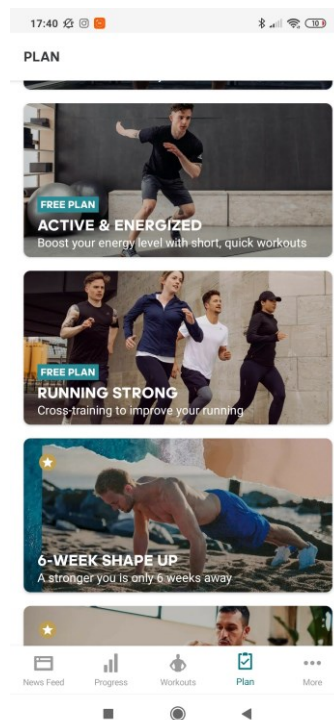 17:40
10
PLAN
FREE PLAN
ACTIVE & ENERGIZED
Boost your energy level with short, quick workouts
FREE PLAN
RUNNING STRONG
Cross-training to improve your running
6-WEEK SHAPE UP
A stronger you is only 6 weeks away
News Feed
Progress
Workouts
Plan
More